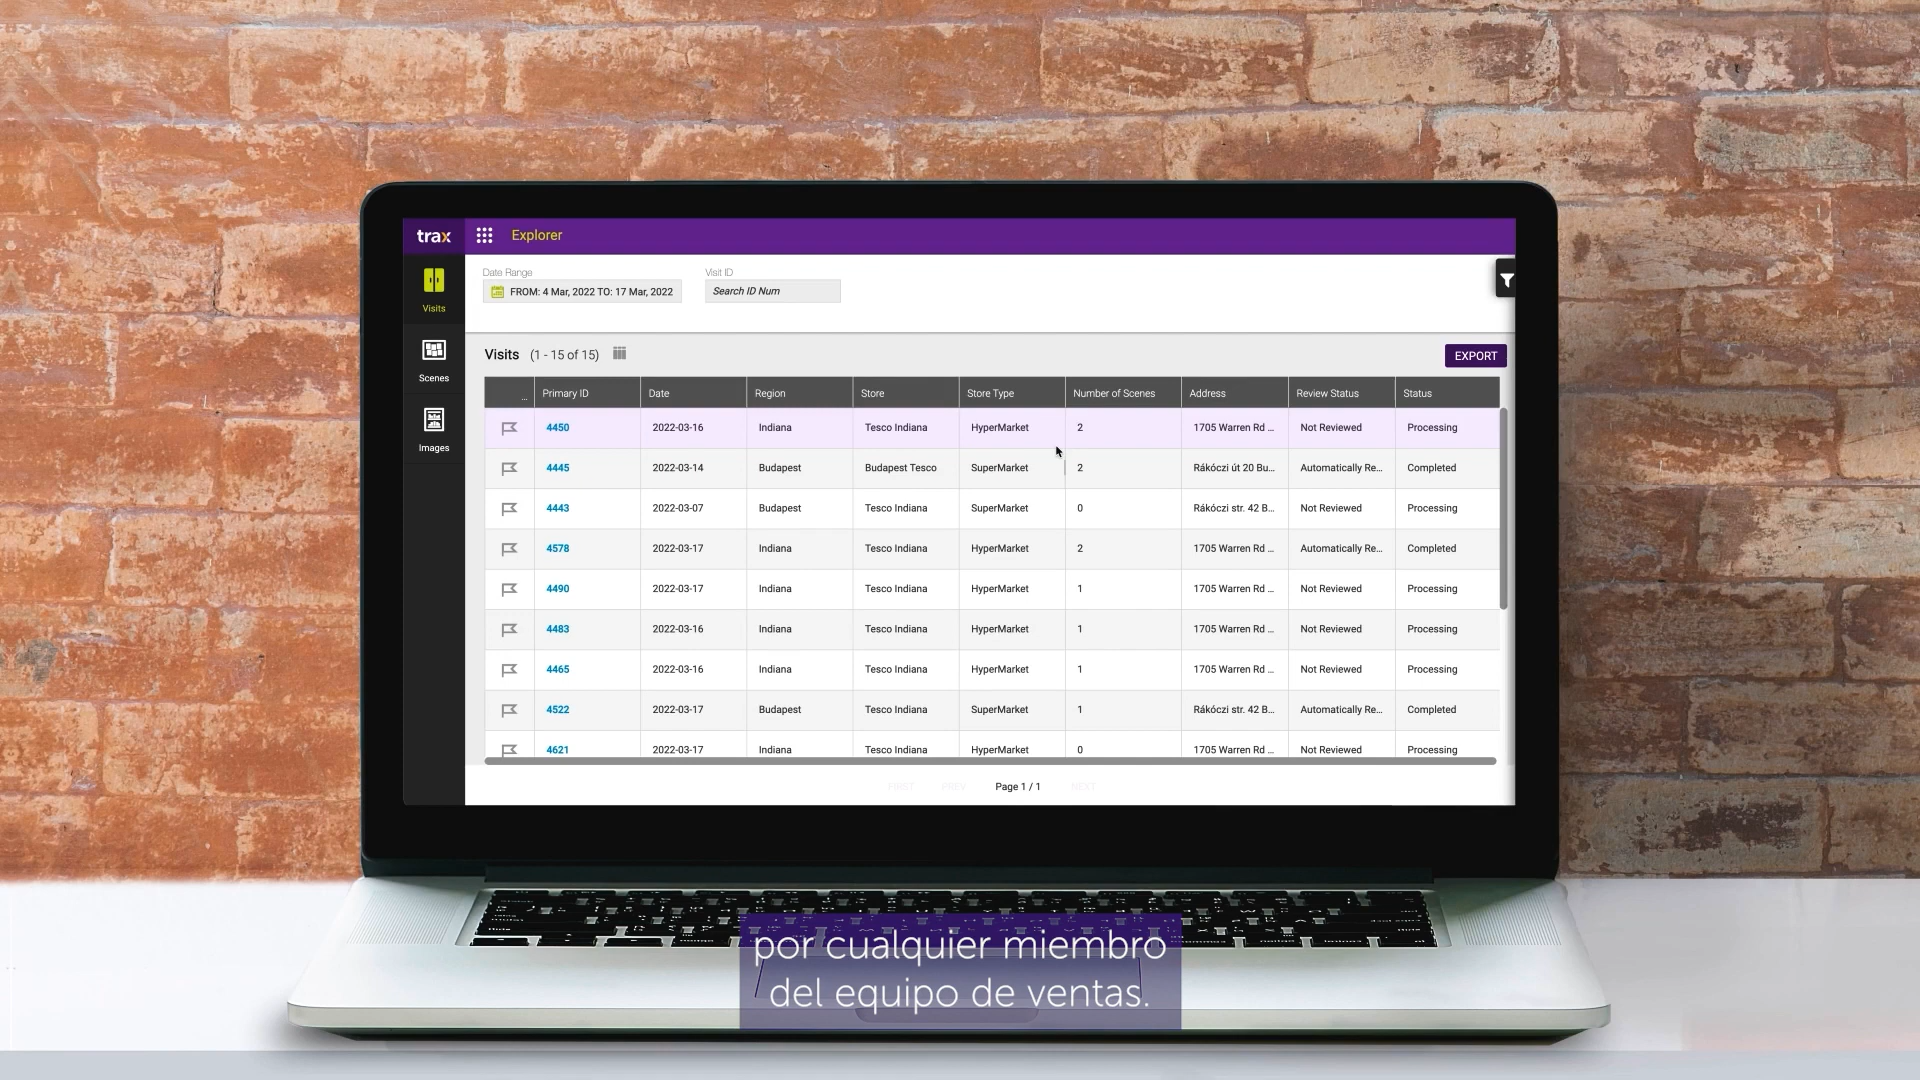 trax Explorer
Date Range Visit ID
FROM: 4 Mar, 2022 TO: 17 Mar, 2022 Search ID Num
Visits
Scenes
Images
Visits (1 - 15 of 15) EXPORT
... Primary ID Date Region Store Store Type Number of Scenes Address Review Status Status
4450 2022-03-16 Indiana Tesco Indiana HyperMarket 2 1705 Warren Rd ... Not Reviewed Processing
4445 2022-03-14 Budapest Budapest Tesco SuperMarket 2 Rákóczi út 20 Bu... Automatically Re... Completed
4443 2022-03-07 Budapest Tesco Indiana SuperMarket 0 Rákóczi str. 42 B... Not Reviewed Processing
4578 2022-03-17 Indiana Tesco Indiana HyperMarket 2 1705 Warren Rd ... Automatically Re... Completed
4490 2022-03-17 Indiana Tesco Indiana HyperMarket 1 1705 Warren Rd ... Not Reviewed Processing
4483 2022-03-16 Indiana Tesco Indiana HyperMarket 1 1705 Warren Rd ... Not Reviewed Processing
4465 2022-03-16 Indiana Tesco Indiana HyperMarket 1 1705 Warren Rd ... Not Reviewed Processing
4522 2022-03-17 Budapest Tesco Indiana SuperMarket 1 Rákóczi str. 42 B... Automatically Re... Completed
4621 2022-03-17 Indiana Tesco Indiana HyperMarket 0 1705 Warren Rd ... Not Reviewed Processing
FIRST PREV Page 1 / 1 NEXT
por cualquier miembro
del equipo de ventas.